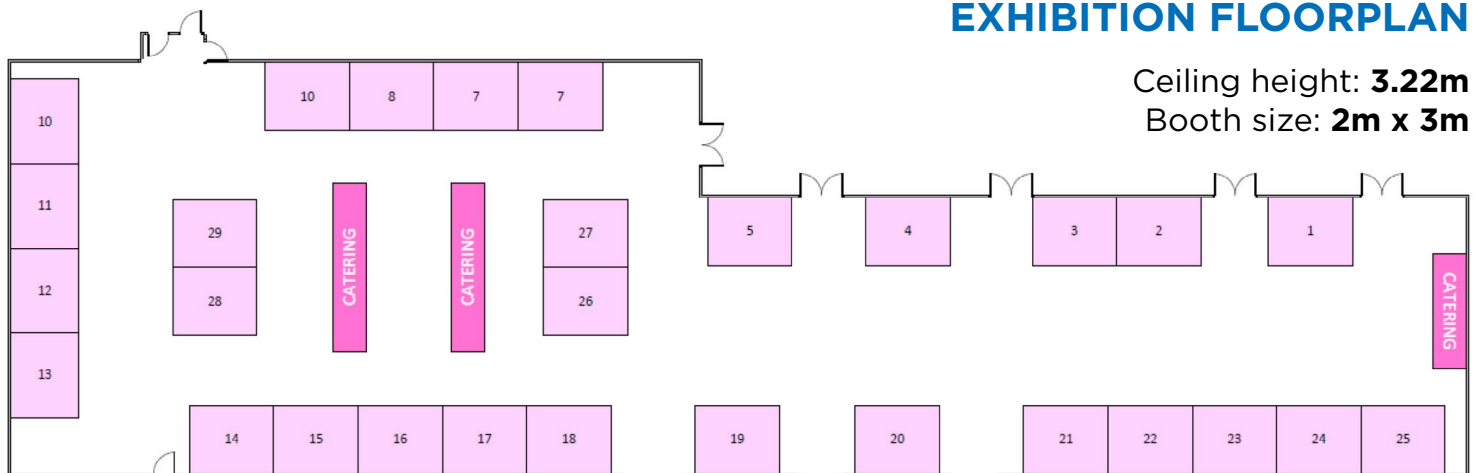 EXHIBITION FLOORPLAN
Ceiling height: 3.22m
Booth size: 2m x 3m
10 8 7 7
10
11
12
13
29
28
CATERING
CATERING
27
26
5 4 3 2 1
CATERING
14 15 16 17 18 19 20 21 22 23 24 25